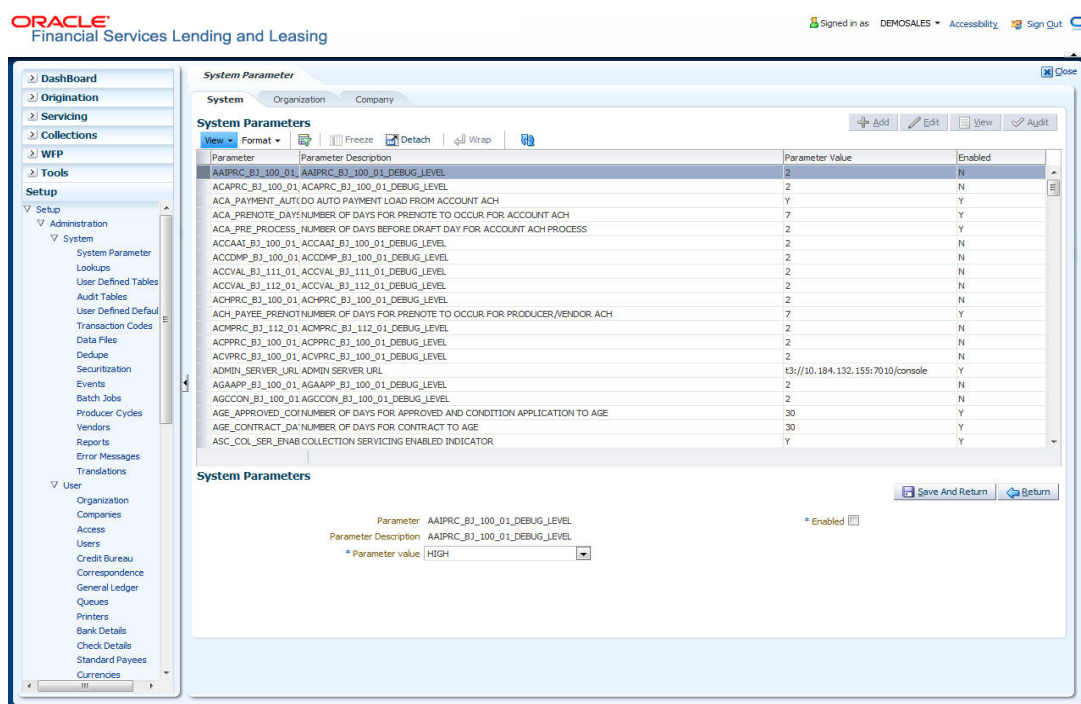 ORACLE'
Financial Services Lending and Leasing
Signed in as DEMOSALES Accessibility Sign Out
Close
DashBoard
Origination
Servicing
Collections
WFP
Tools
Setup
Setup
Administration
System
System Parameter
Lookups
User Defined Tables
Audit Tables
User Defined Defaul
Transaction Codes
Data Files
Dedupe
Securitization
Events
Batch Jobs
Producer Cycles
Vendors
Reports
Error Messages
Translations
User
Organization
Companies
Access
Users
Credit Bureau
Correspondence
General Ledger
Queues
Printers
Bank Details
Check Details
Standard Payees
Currencies
System Parameter
System Organization Company
System Parameters
Add Edit View Audit
View Format Freeze Detach Wrap
Parameter Parameter Description Parameter Value Enabled
AAIPRC_BJ_100_01_ AAIPRC_BJ_100_01_DEBUG_LEVEL 2 N
ACAPRC_BJ_100_01_ ACAPRC_BJ_100_01_DEBUG_LEVEL 2 N
ACA_PAYMENT_AUTO DO AUTO PAYMENT LOAD FROM ACCOUNT ACH Y Y
ACA_PRENOTE_DAYS NUMBER OF DAYS FOR PRENOTE TO OCCUR FOR ACCOUNT ACH 7 Y
ACA_PRE_PROCESS_ NUMBER OF DAYS BEFORE DRAFT DAY FOR ACCOUNT ACH PROCESS 2 Y
ACCAAI_BJ_100_01_ ACCAAI_BJ_100_01_DEBUG_LEVEL 2 N
ACCDMP_BJ_100_01_ ACCDMP_BJ_100_01_DEBUG_LEVEL 2 N
ACCVAL_BJ_111_01_ ACCVAL_BJ_111_01_DEBUG_LEVEL 2 N
ACCVAL_BJ_112_01_ ACCVAL_BJ_112_01_DEBUG_LEVEL 2 N
ACHPRC_BJ_100_01_ ACHPRC_BJ_100_01_DEBUG_LEVEL 2 N
ACH_PAYEE_PRENOT NUMBER OF DAYS FOR PRENOTE TO OCCUR FOR PRODUCER/VENDOR ACH 7 Y
ACMPRC_BJ_112_01_ ACMPRC_BJ_112_01_DEBUG_LEVEL 2 N
ACPPRC_BJ_100_01_ ACPPRC_BJ_100_01_DEBUG_LEVEL 2 N
ACVPRC_BJ_100_01_ ACVPRC_BJ_100_01_DEBUG_LEVEL 2 N
ADMIN_SERVER_URL ADMIN SERVER URL t3://10.184.132.155:7010/console Y
AGAAPP_BJ_100_01_ AGAAPP_BJ_100_01_DEBUG_LEVEL 2 N
AGCCON_BJ_100_01 AGCCON_BJ_100_01_DEBUG_LEVEL 2 N
AGE_APPROVED_CO NUMBER OF DAYS FOR APPROVED AND CONDITION APPLICATION TO AGE 30 Y
AGE_CONTRACT_DA NUMBER OF DAYS FOR CONTRACT TO AGE 30 Y
ASC_COL_SER_ENAB COLLECTION SERVICING ENABLED INDICATOR Y Y
System Parameters
Save And Return Return
Parameter AAIPRC_BJ_100_01_DEBUG_LEVEL
* Enabled
Parameter Description AAIPRC_BJ_100_01_DEBUG_LEVEL
* Parameter value HIGH